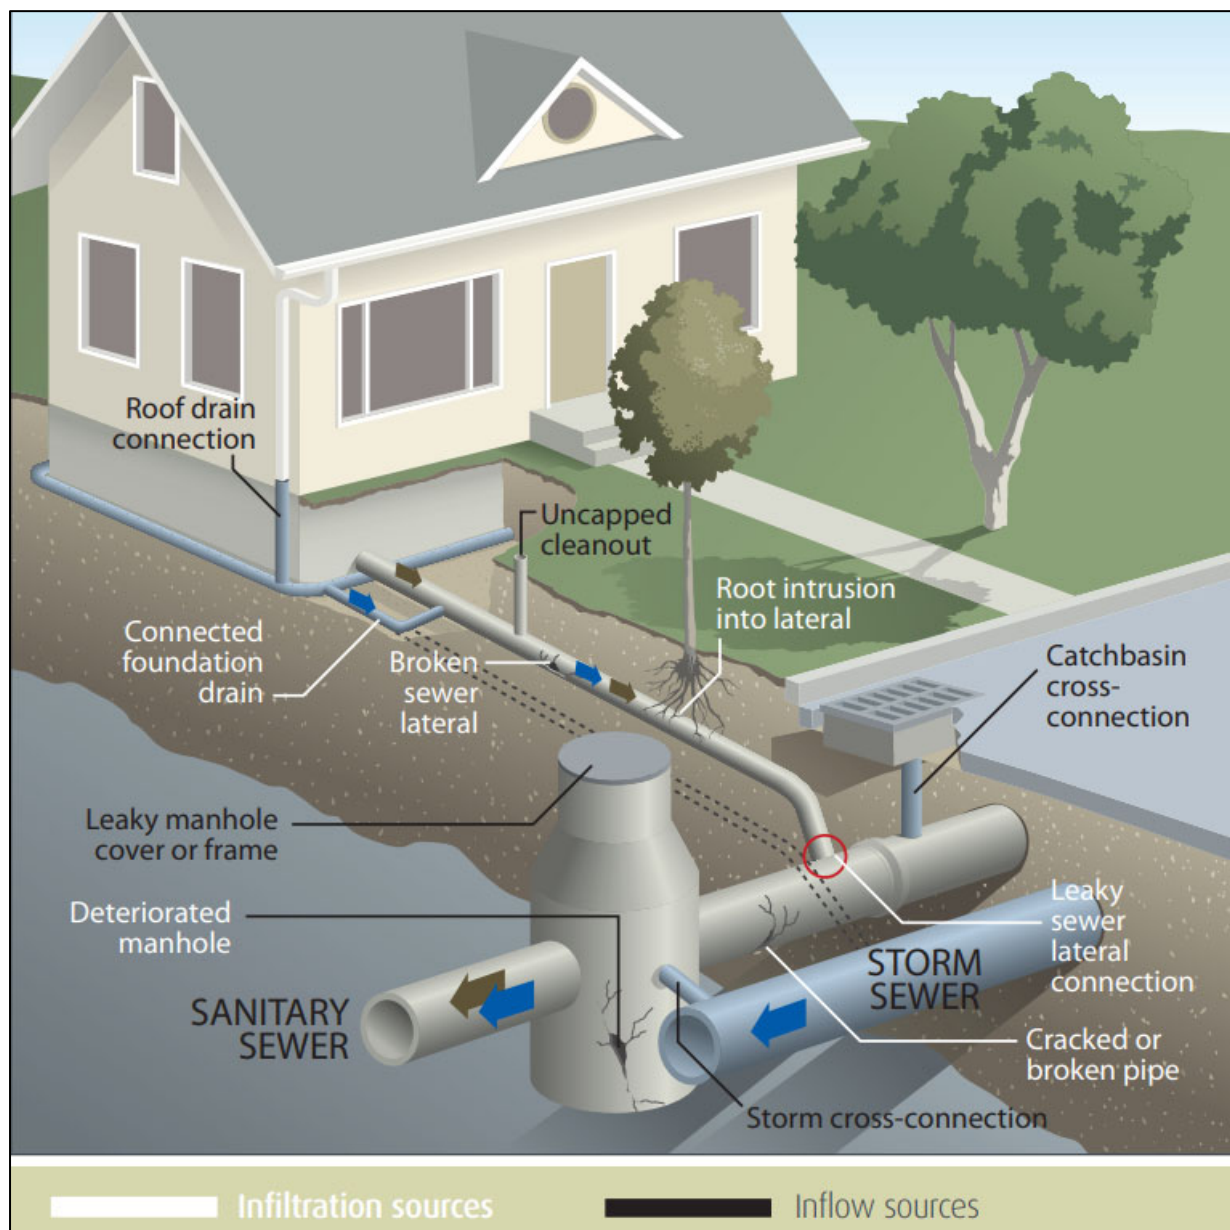 Roof drain
connection
Uncapped
cleanout
Root intrusion
into lateral
Connected
foundation
drain
Broken
sewer
lateral
Catchbasin
cross-
connection
Leaky manhole
cover or frame
Deteriorated
manhole
Leaky
sewer
lateral
connection
STORM
SEWER
SANITARY
SEWER
Cracked or
broken pipe
Storm cross-connection
Infiltration sources
Inflow sources